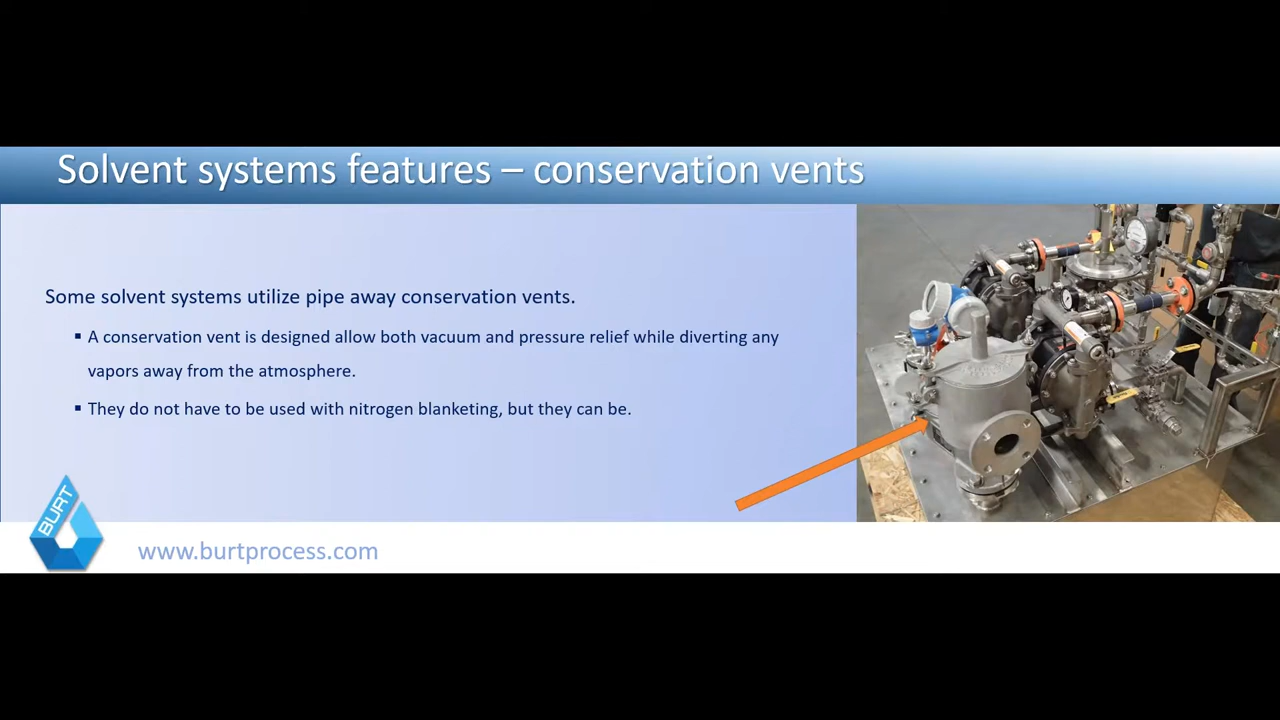 Solvent systems features – conservation vents
Some solvent systems utilize pipe away conservation vents.
▪ A conservation vent is designed allow both vacuum and pressure relief while diverting any
vapors away from the atmosphere.
▪ They do not have to be used with nitrogen blanketing, but they can be.
BURT
www.burtprocess.com